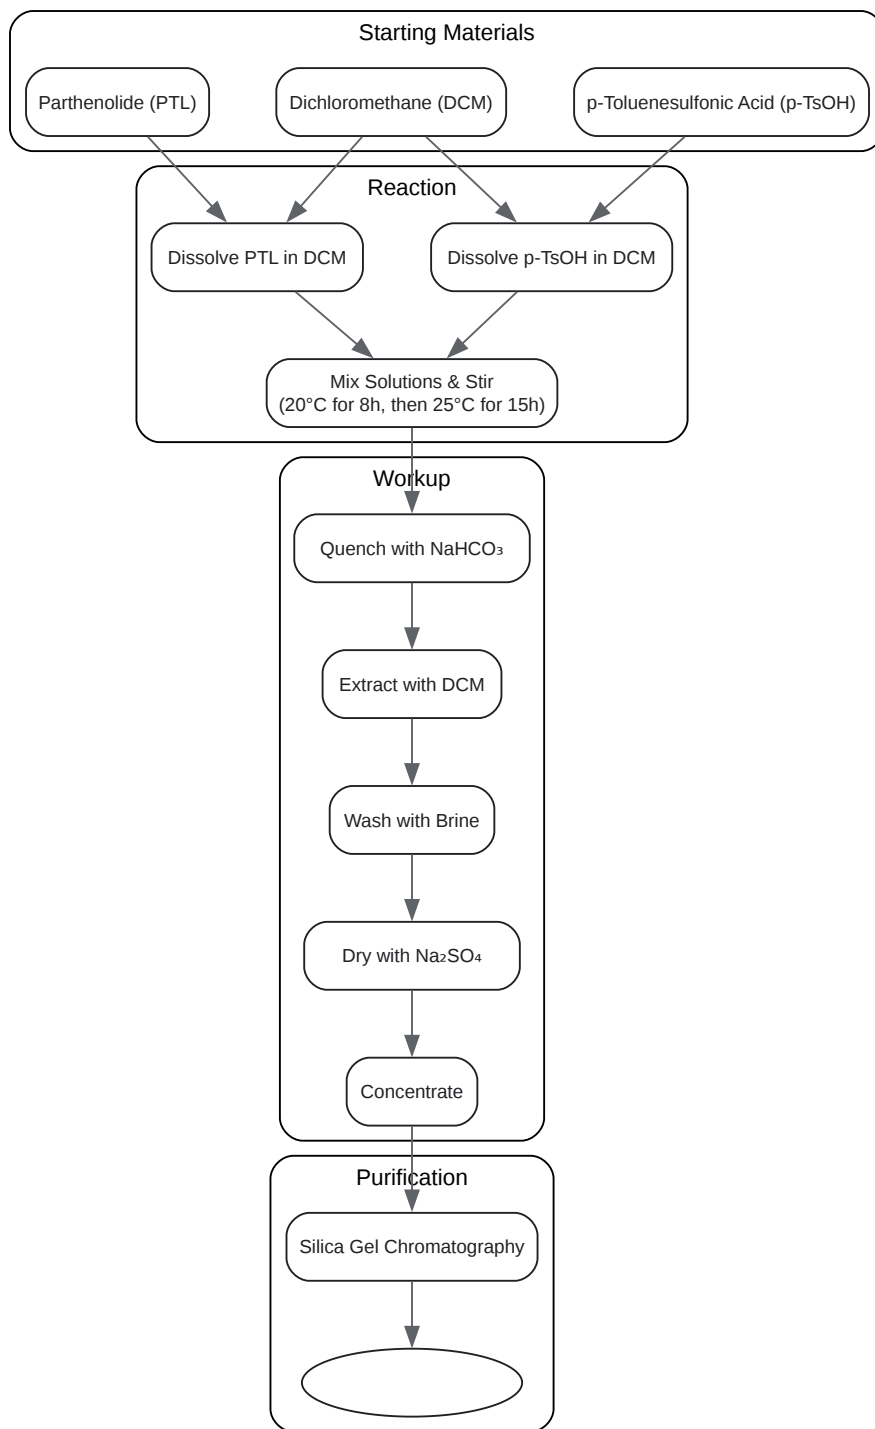 Starting Materials
Parthenolide (PTL)
Dichloromethane (DCM)
p-Toluenesulfonic Acid (p-TsOH)
Reaction
Dissolve PTL in DCM
Dissolve p-TsOH in DCM
Mix Solutions & Stir
(20°C for 8h, then 25°C for 15h)
Workup
Quench with NaHCO₃
Extract with DCM
Wash with Brine
Dry with Na₂SO₄
Concentrate
Purification
Silica Gel Chromatography